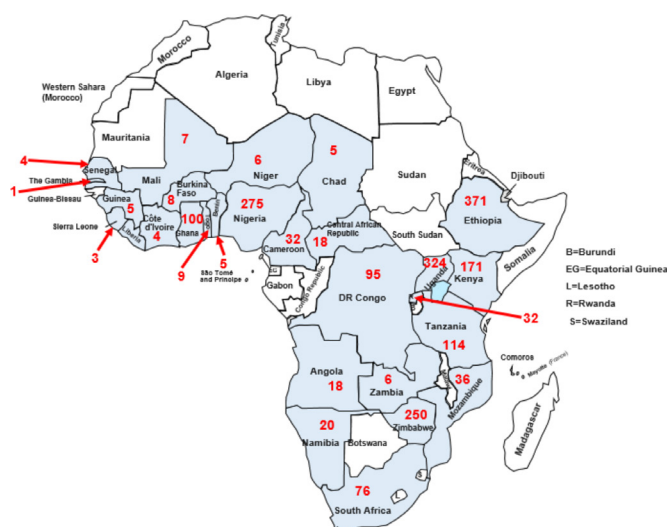 Tunisia
Morocco
Algeria
Libya
Egypt
Western Sahara
(Morocco)
Mauritania
7
4
Senegal
Mali
6
Niger
5
Chad
Sudan
Eritrea
Djibouti
The Gambia
1
Guinea-Bissau
Guinea
5
Burkina
Faso
8
Benin
275
Nigeria
371
Ethiopia
Sierra Leone
3
Liberia
Côte
d'Ivoire
4
100
Ghana
Togo
9
5
32
Cameroon
18
Central African
Republic
South Sudan
Somalia
São Tomé
and Principe
EG
Gabon
Congo Republic
95
DR Congo
324
Uganda
171
Kenya
32
B=Burundi
EG=Equatorial Guinea
L=Lesotho
R=Rwanda
S=Swaziland
Tanzania
114
Comoros
Mayotte (France)
Angola
18
6
Zambia
36
Mozambique
Madagascar
250
Zimbabwe
20
Namibia
Botswana
76
South Africa
S